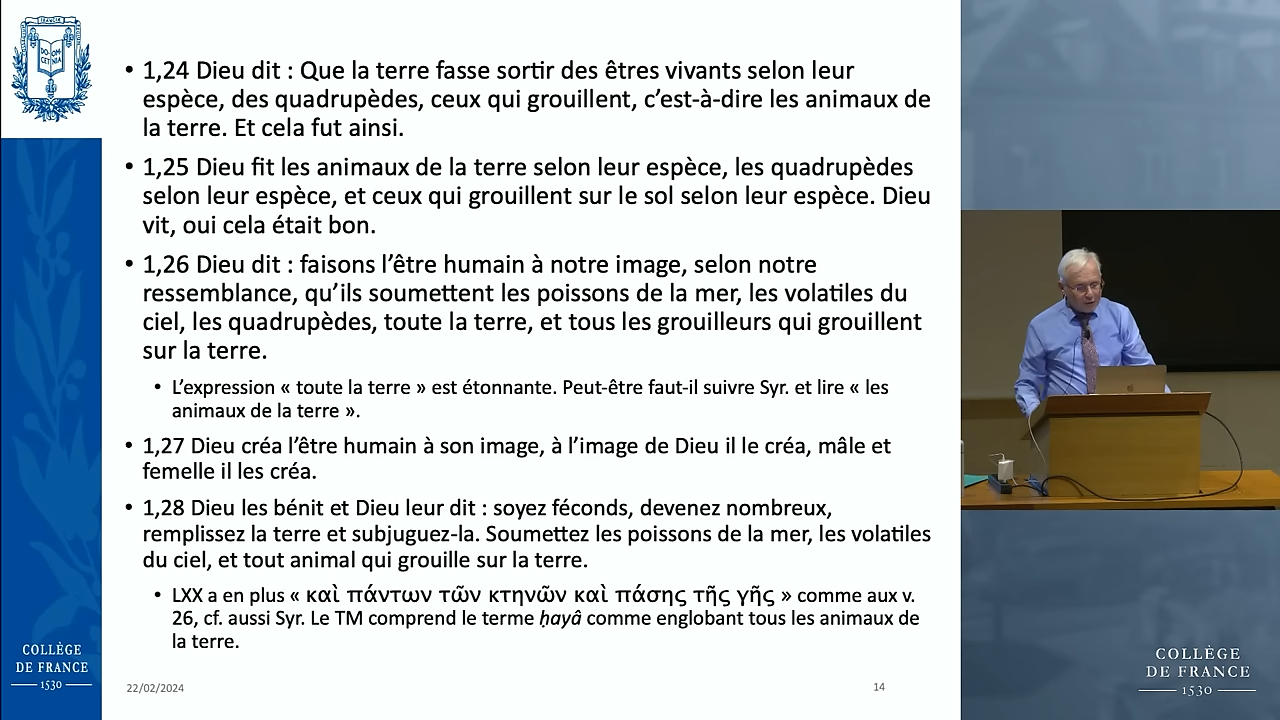 • 1,24 Dieu dit : Que la terre fasse sortir des êtres vivants selon leur
espèce, des quadrupèdes, ceux qui grouillent, c’est-à-dire les animaux de
la terre. Et cela fut ainsi.
• 1,25 Dieu fit les animaux de la terre selon leur espèce, les quadrupèdes
selon leur espèce, et ceux qui grouillent sur le sol selon leur espèce. Dieu
vit, oui cela était bon.
• 1,26 Dieu dit : faisons l’être humain à notre image, selon notre
ressemblance, qu’ils soumettent les poissons de la mer, les volatiles du
ciel, les quadrupèdes, toute la terre, et tous les grouilleurs qui grouillent
sur la terre.
• L’expression « toute la terre » est étonnante. Peut-être faut-il suivre Syr. et lire « les
animaux de la terre ».
• 1,27 Dieu créa l’être humain à son image, à l’image de Dieu il le créa, mâle et
femelle il les créa.
• 1,28 Dieu les bénit et Dieu leur dit : soyez féconds, devenez nombreux,
remplissez la terre et subjuguez-la. Soumettez les poissons de la mer, les volatiles
du ciel, et tout animal qui grouille sur la terre.
• LXX a en plus « καὶ πάντων τῶν κτηνῶν καὶ πάσης τῆς γῆς » comme aux v.
26, cf. aussi Syr. Le TM comprend le terme ḥayâ comme englobant tous les animaux de
la terre.
22/02/2024
14
COLLÈGE
DE FRANCE
1530
COLLÈGE
DE FRANCE
1530